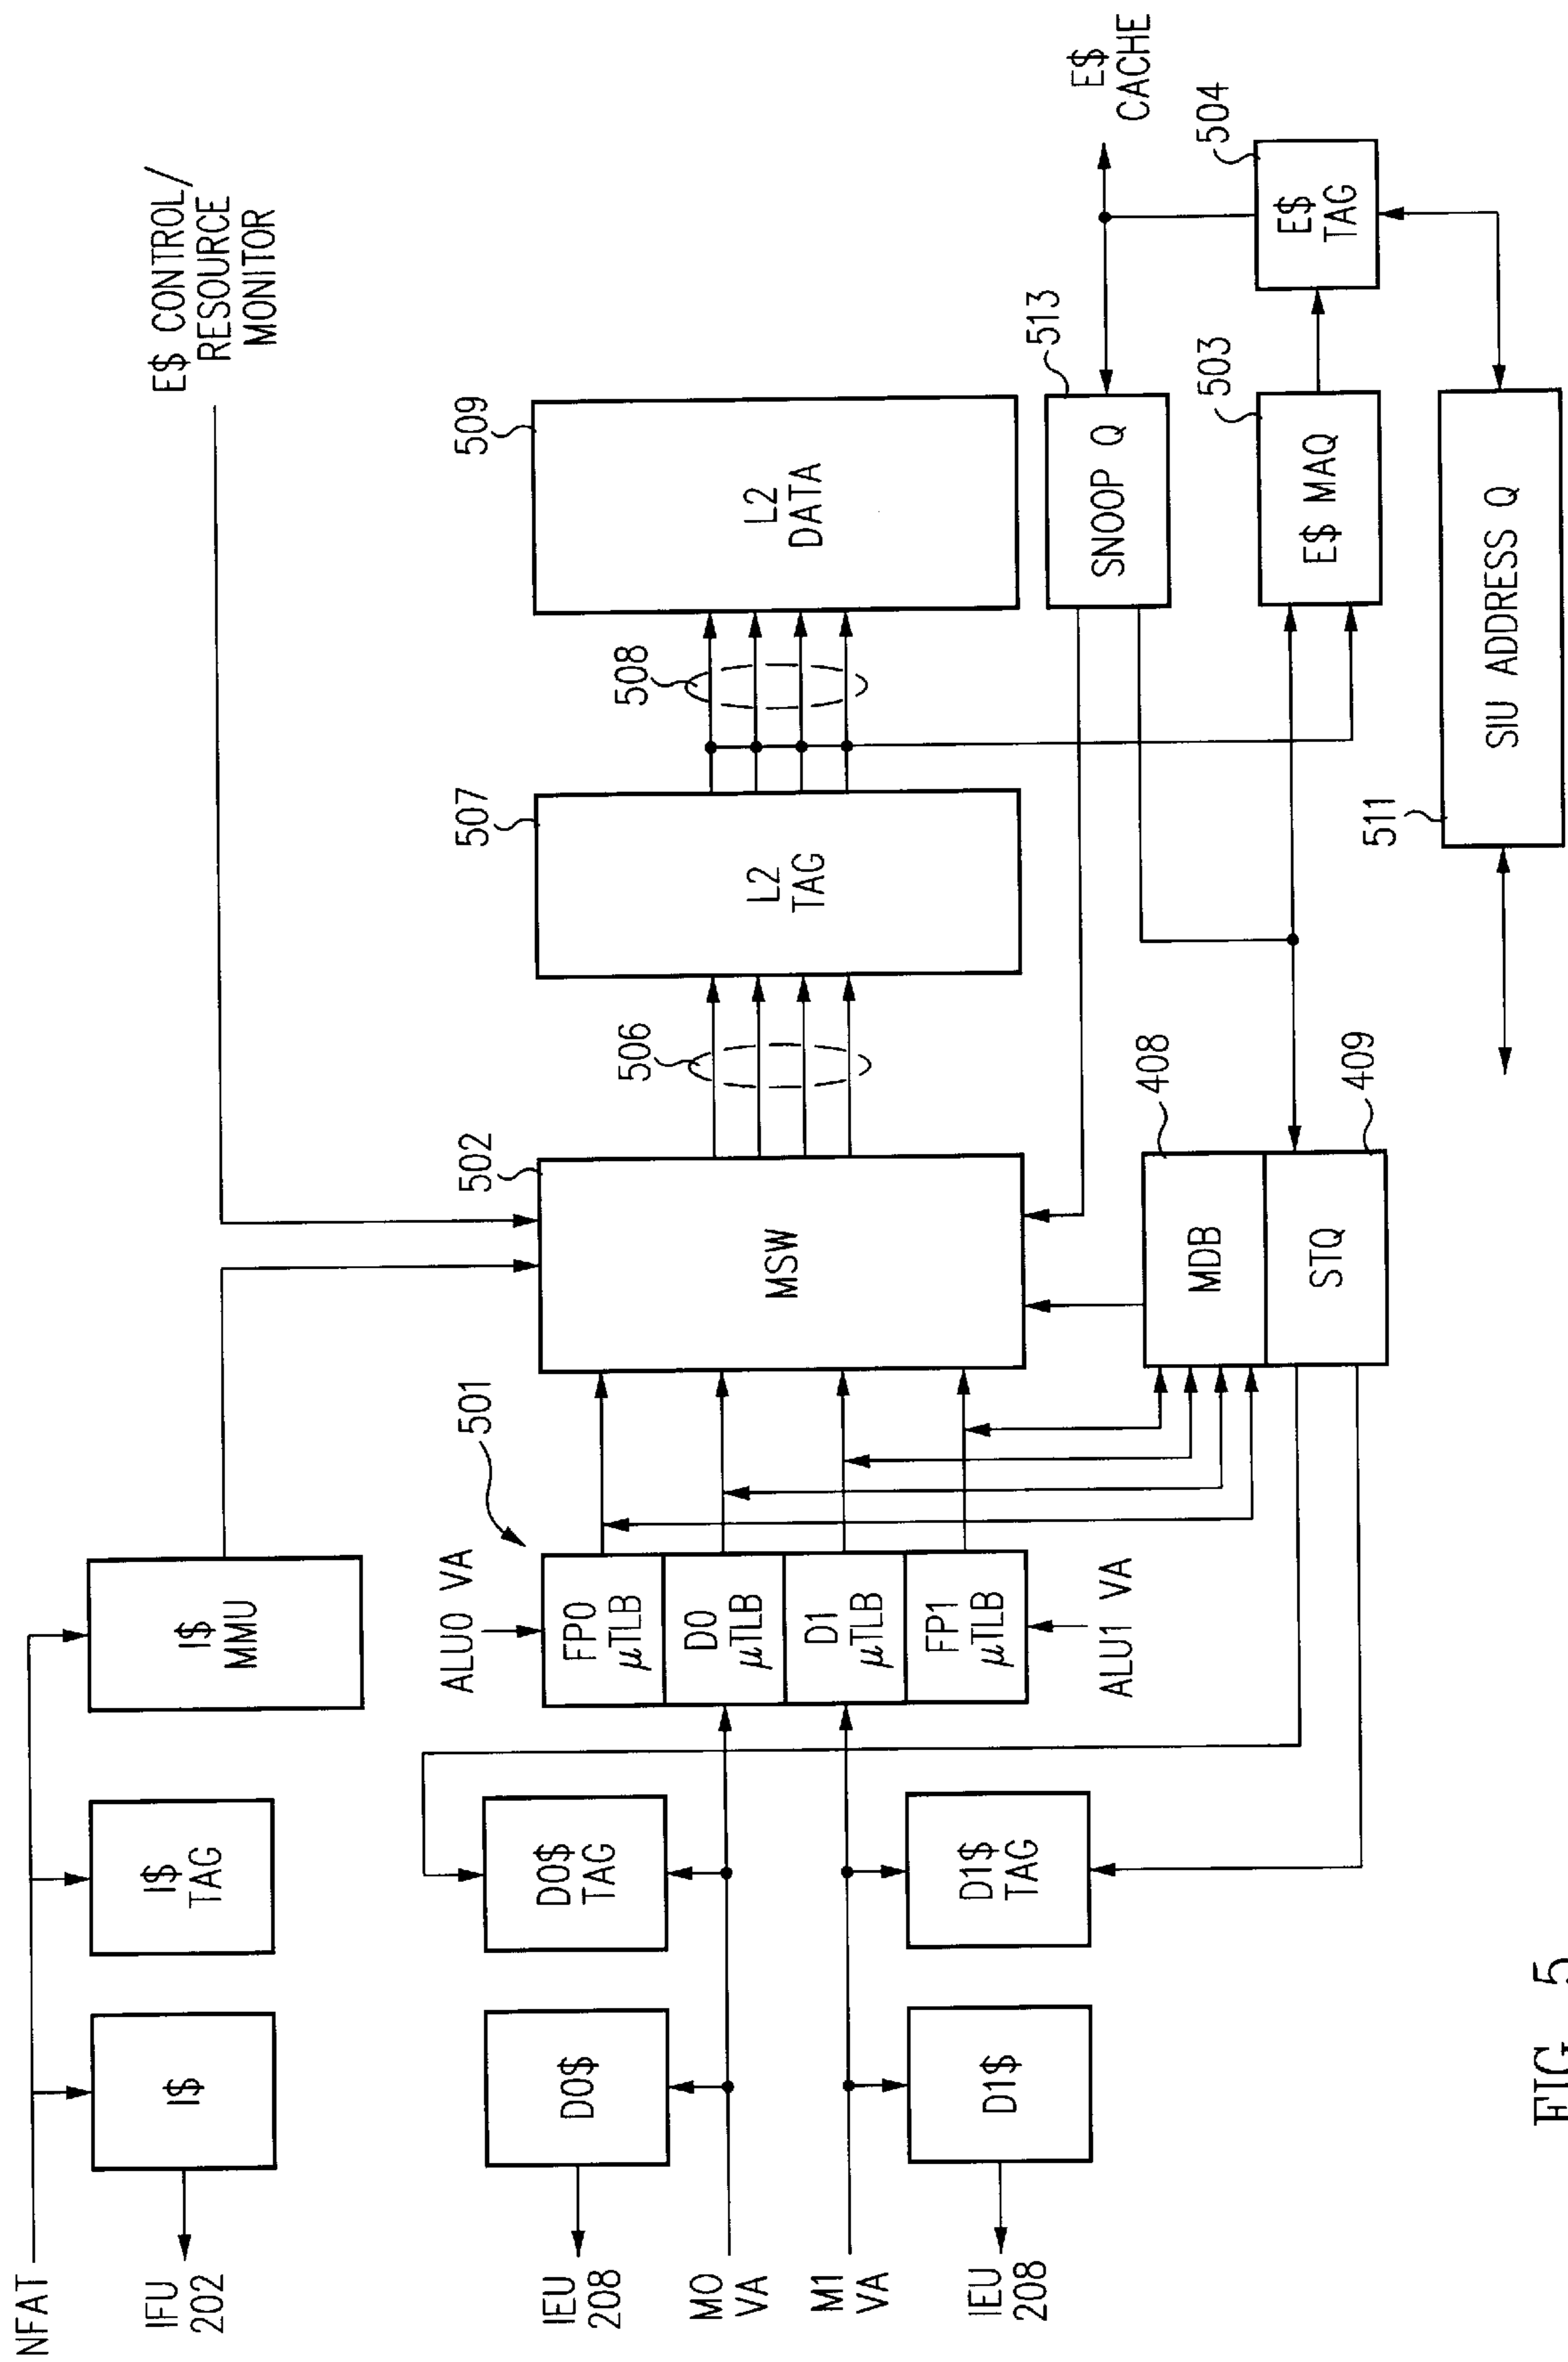 NFAT
IFU
202
I$
I$
TAG
I$
MMU
E$ CONTROL/
RESOURCE
MONITOR
IEU
208
D0$
D0$
TAG
M0
VA
M1
VA
IEU
208
D1$
D1$
TAG
ALU0 VA
501
FP0
μTLB
D0
μTLB
D1
μTLB
FP1
μTLB
ALU1 VA
502
MSW
506
507
L2
TAG
508
509
L2
DATA
MDB
408
STQ
409
513
SNOOP Q
503
E$ MAQ
504
E$
TAG
E$
CACHE
511
SIU ADDRESS Q
FIG. 5